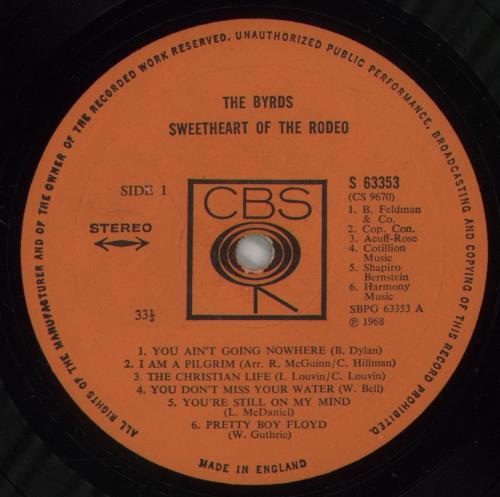 ALL RIGHTS OF THE MANUFACTURER AND OF THE OWNER OF THE RECORDED WORK RESERVED. UNAUTHORIZED PUBLIC PERFORMANCE, BROADCASTING AND COPYING OF THIS RECORD PROHIBITED.
THE BYRDS
SWEETHEART OF THE RODEO
SIDE 1
STEREO
33⅓
CBS
S 63353
(CS 9670)
1. B. Feldman
& Co.
2. Cop. Con.
3. Acuff-Rose
4. Cotillion
Music
5. Shapiro
Bernstein
6. Harmony
Music
SBPG 63353 A
℗ 1968
1. YOU AIN'T GOING NOWHERE (B. Dylan)
2. I AM A PILGRIM (Arr. R. McGuinn/C. Hillman)
3. THE CHRISTIAN LIFE (I. Louvin/C. Louvin)
4. YOU DON'T MISS YOUR WATER (W. Bell)
5. YOU'RE STILL ON MY MIND
(L. McDaniel)
6. PRETTY BOY FLOYD
(W. Guthrie)
MADE IN ENGLAND